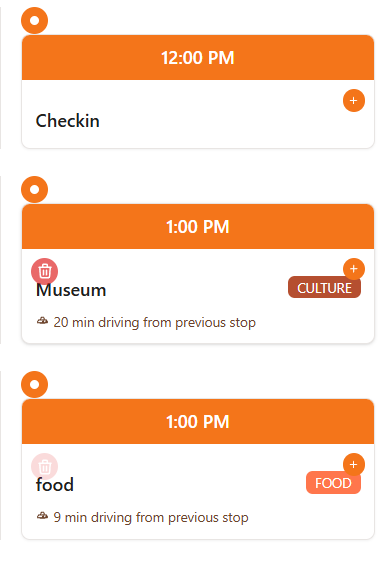 12:00 PM
+
Checkin
1:00 PM
+
Museum
CULTURE
20 min driving from previous stop
1:00 PM
+
food
FOOD
9 min driving from previous stop